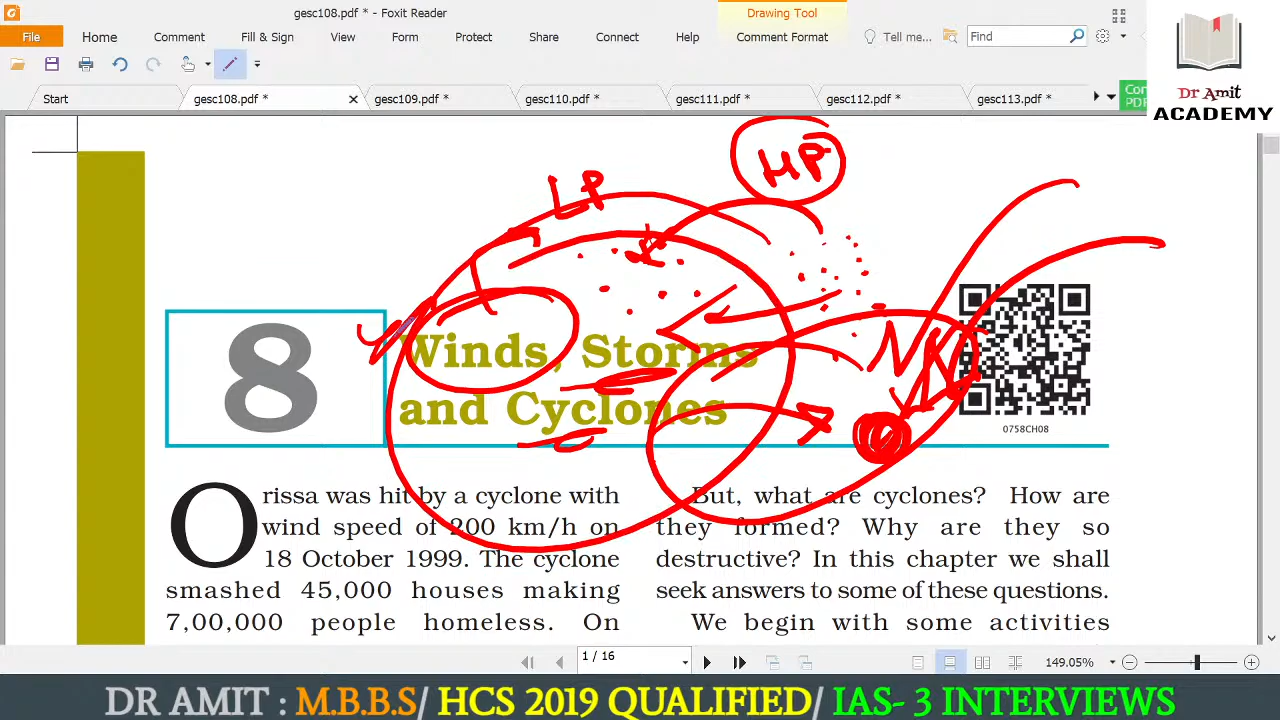 gesc108.pdf * - Foxit Reader
Drawing Tool
File Home Comment Fill & Sign View Form Protect Share Connect Help Comment Format Tell me... Find
Start gesc108.pdf * gesc109.pdf * gesc110.pdf * gesc111.pdf * gesc112.pdf * gesc113.pdf *
Dr Amit
ACADEMY
HP
LP
8
Winds, Storms
and Cyclones
0758CH08
Orissa was hit by a cyclone with
wind speed of 200 km/h on
18 October 1999. The cyclone
smashed 45,000 houses making
7,00,000 people homeless. On
But, what are cyclones? How are
they formed? Why are they so
destructive? In this chapter we shall
seek answers to some of these questions.
We begin with some activities
1 / 16
149.05%
DR AMIT : M.B.B.S/ HCS 2019 QUALIFIED/ IAS- 3 INTERVIEWS